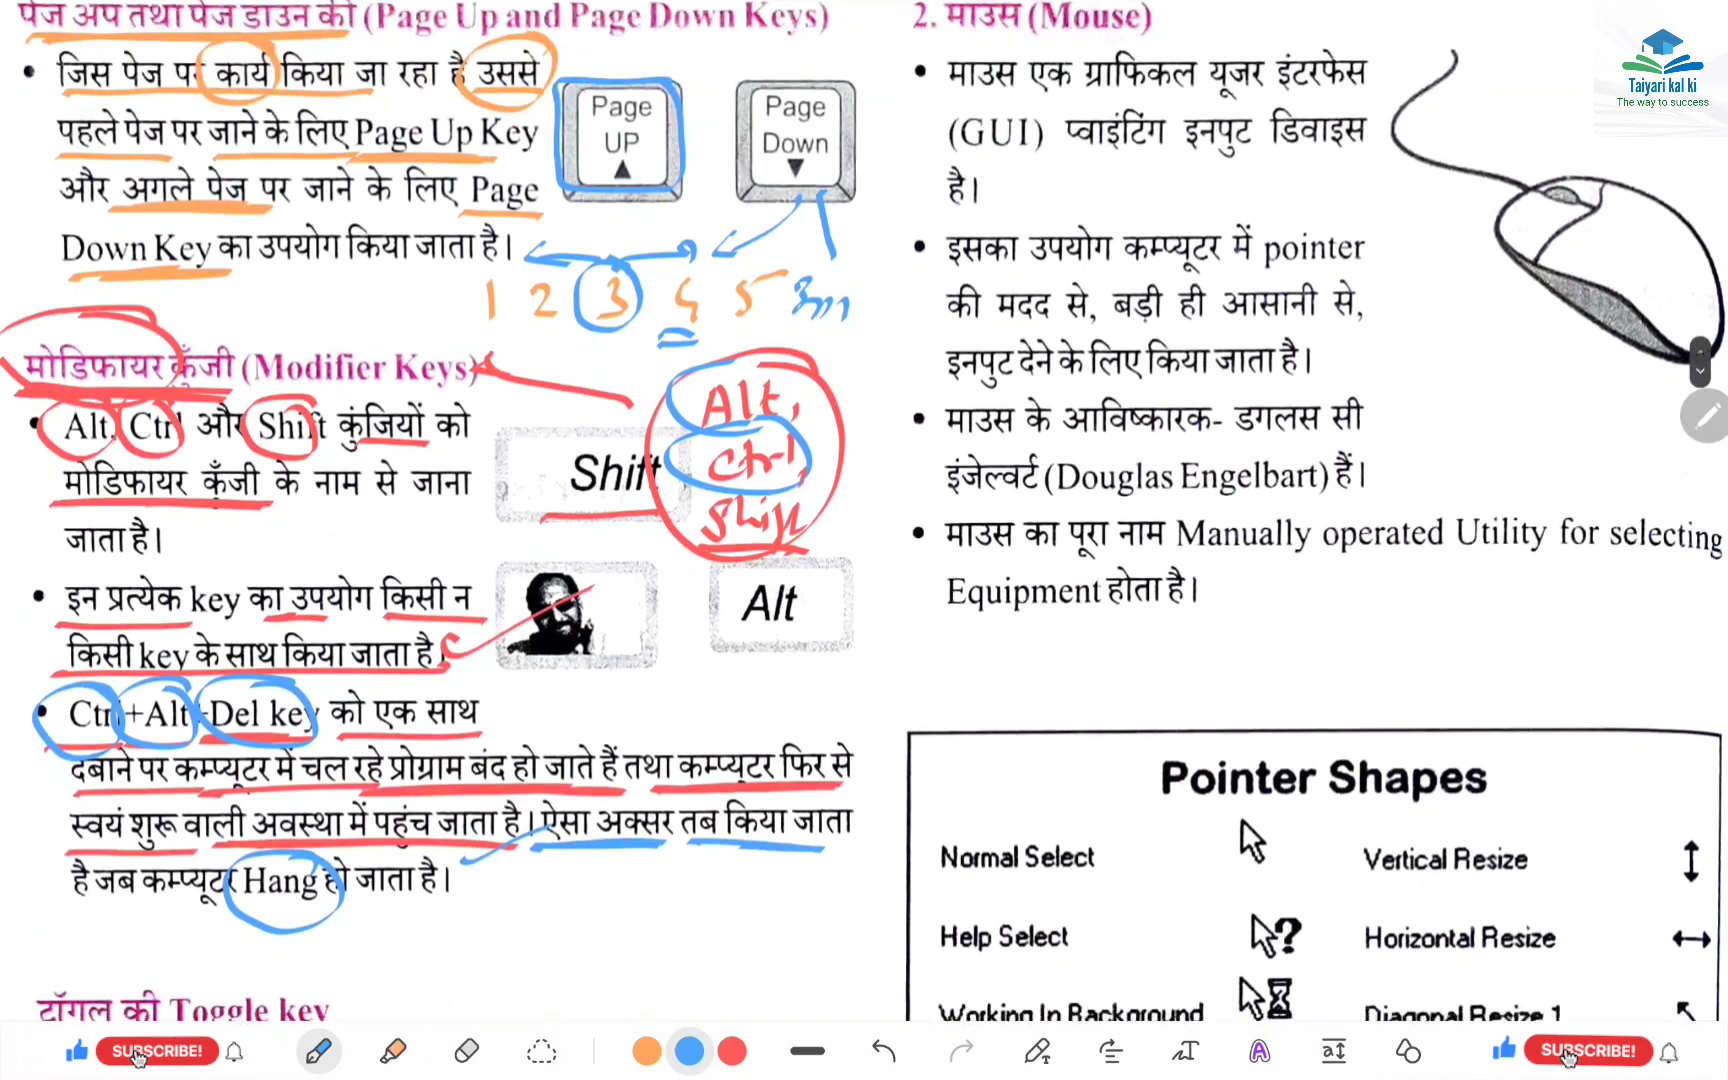 पेज अप तथा पेज डाउन की (Page Up and Page Down Keys)
• जिस पेज पर कार्य किया जा रहा है उससे
पहले पेज पर जाने के लिए Page Up Key
और अगले पेज पर जाने के लिए Page
Down Key का उपयोग किया जाता है।
Page
UP
Page
Down
1 2 3 4 5
मोडिफायर कुँजी (Modifier Keys)
• Alt, Ctrl और Shift कुंजियों को
मोडिफायर कुँजी के नाम से जाना
जाता है।
Shift
Alt,
Ctrl,
Shift
• इन प्रत्येक key का उपयोग किसी न
किसी key के साथ किया जाता है।
Alt
• Ctrl+Alt+Del key को एक साथ
दबाने पर कम्प्यूटर में चल रहे प्रोग्राम बंद हो जाते हैं तथा कम्प्यूटर फिर से
स्वयं शुरू वाली अवस्था में पहुंच जाता है। ऐसा अक्सर तब किया जाता
है जब कम्प्यूटर Hang हो जाता है।
टॉगल की Toggle key
2. माउस (Mouse)
• माउस एक ग्राफिकल यूजर इंटरफेस
(GUI) प्वाइंटिंग इनपुट डिवाइस
है।
• इसका उपयोग कम्प्यूटर में pointer
की मदद से, बड़ी ही आसानी से,
इनपुट देने के लिए किया जाता है।
• माउस के आविष्कारक- डगलस सी
इंजेल्वर्ट (Douglas Engelbart) हैं।
• माउस का पूरा नाम Manually operated Utility for selecting
Equipment होता है।
Pointer Shapes
Normal Select
Vertical Resize
Help Select
Horizontal Resize
Working In Background
Diagonal Resize 1
Taiyari kal ki
The way to success
SUBSCRIBE!
SUBSCRIBE!